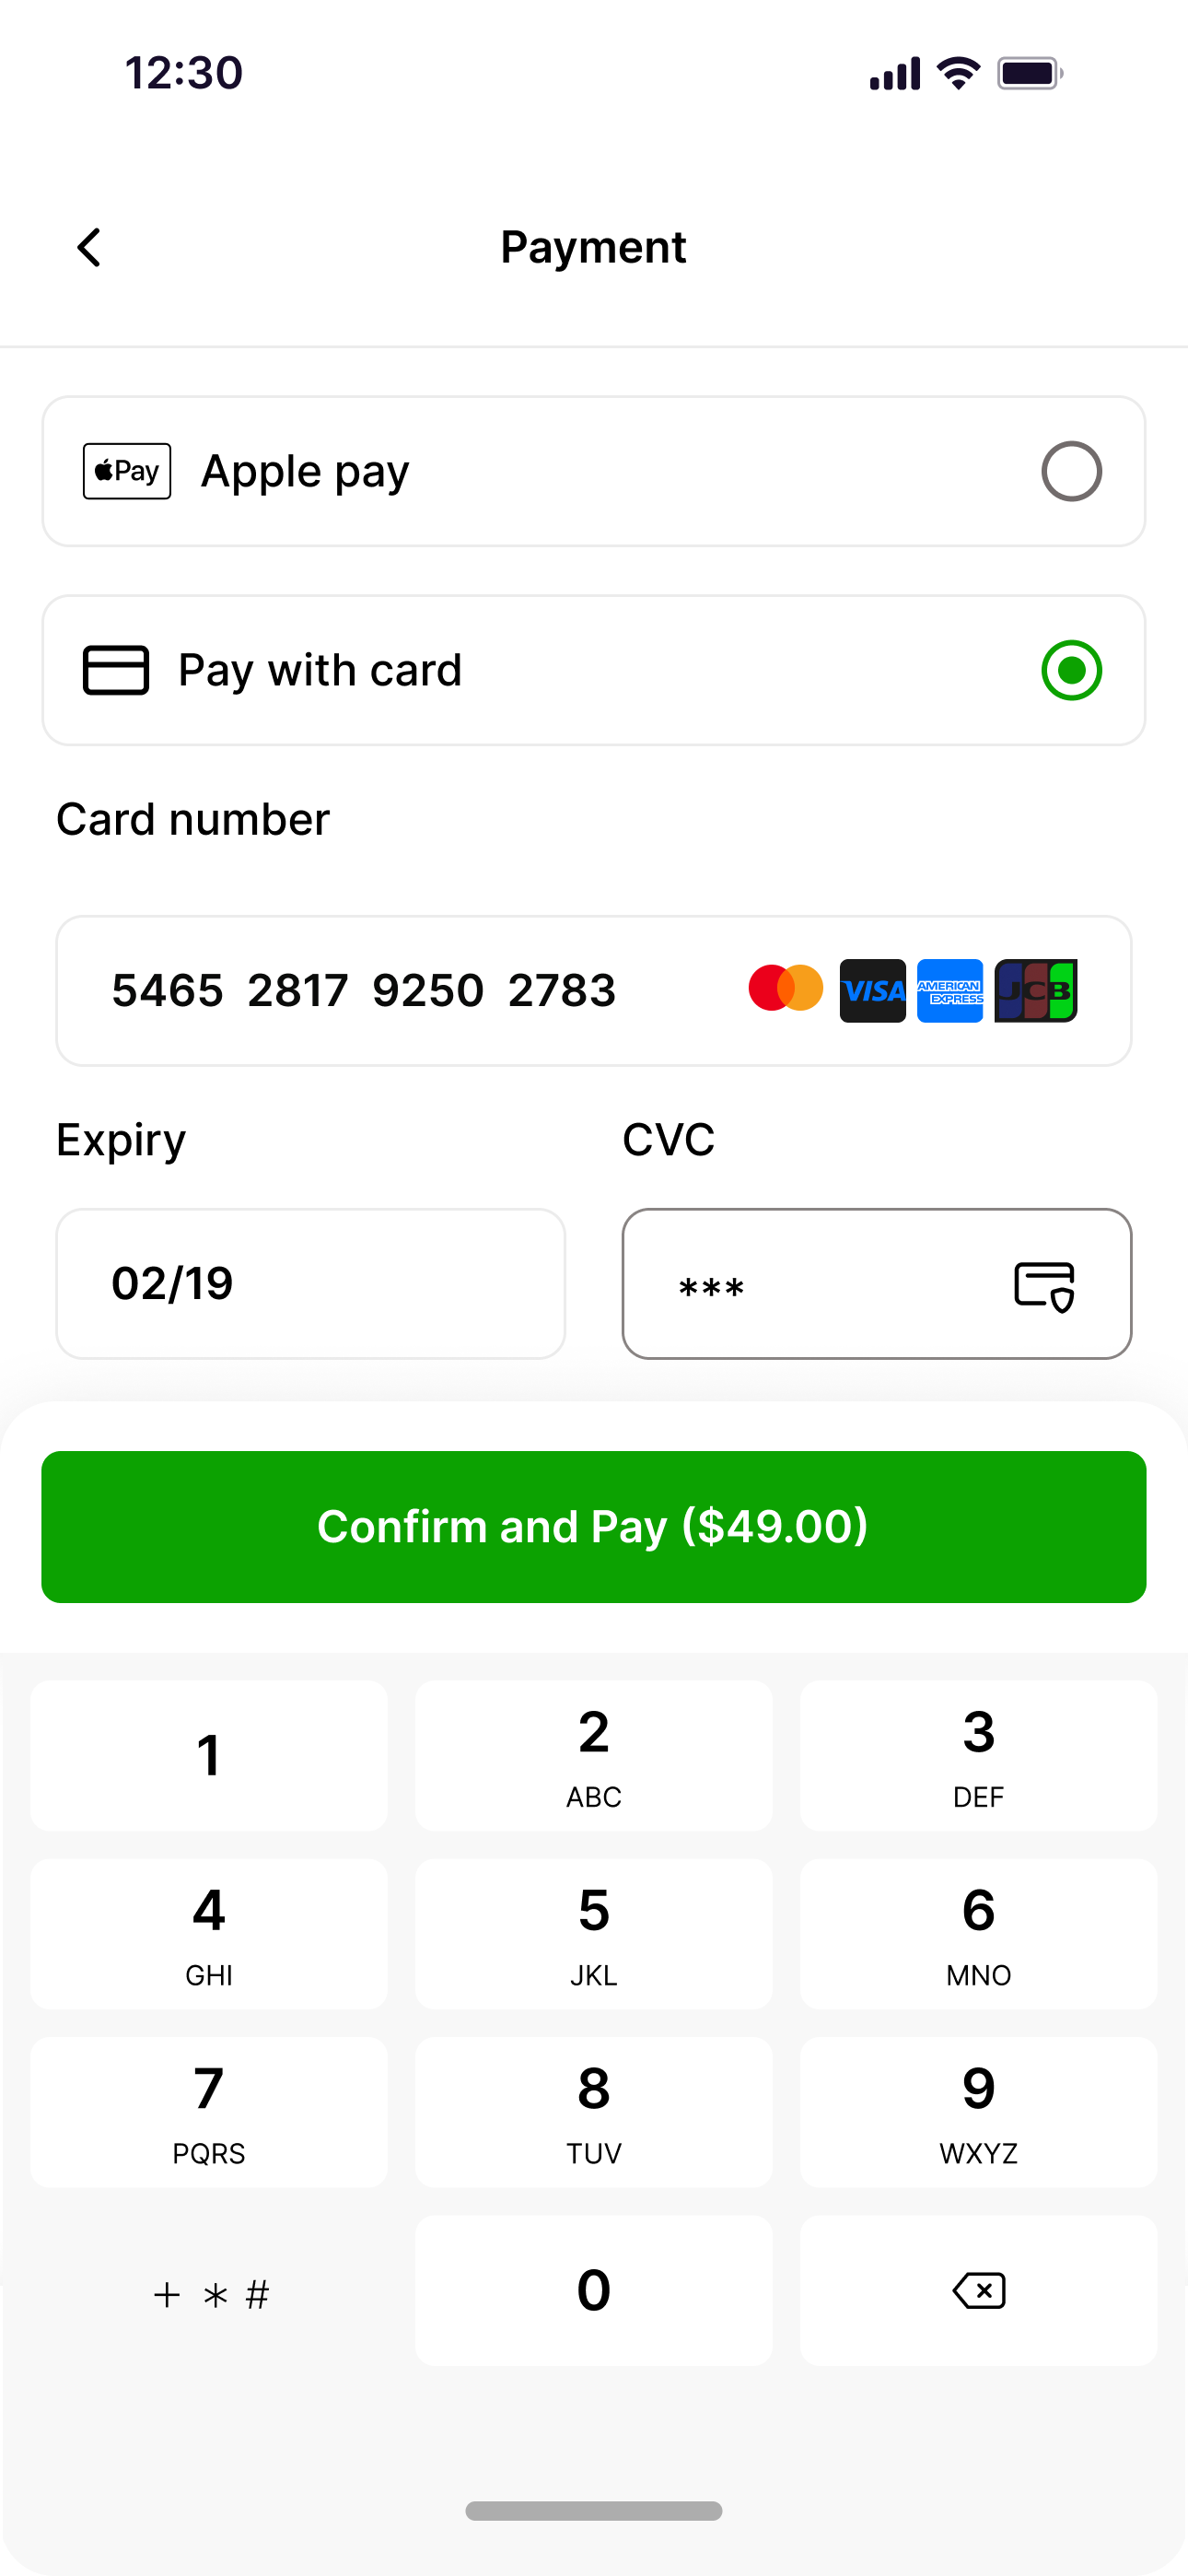 12:30
Payment
Pay Apple pay
Pay with card
Card number
5465 2817 9250 2783 VISA AMERICAN EXPRESS JCB
Expiry CVC
02/19 ***
Confirm and Pay ($49.00)
1 2 3
ABC DEF
4 5 6
GHI JKL MNO
7 8 9
PQRS TUV WXYZ
+ * # 0